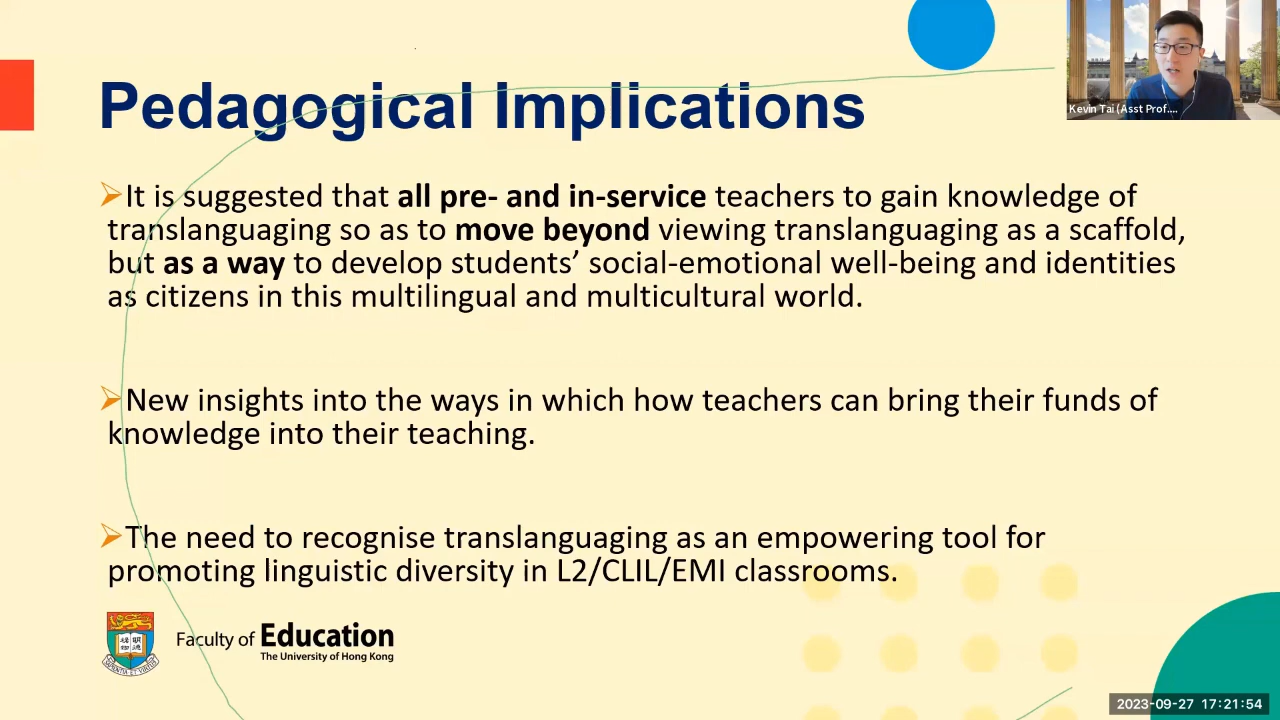 Pedagogical Implications
Kevin Tai (Asst Prof....
➢It is suggested that all pre- and in-service teachers to gain knowledge of
translanguaging so as to move beyond viewing translanguaging as a scaffold,
but as a way to develop students’ social-emotional well-being and identities
as citizens in this multilingual and multicultural world.
➢New insights into the ways in which how teachers can bring their funds of
knowledge into their teaching.
➢The need to recognise translanguaging as an empowering tool for
promoting linguistic diversity in L2/CLIL/EMI classrooms.
Faculty of Education
The University of Hong Kong
2023-09-27 17:21:54